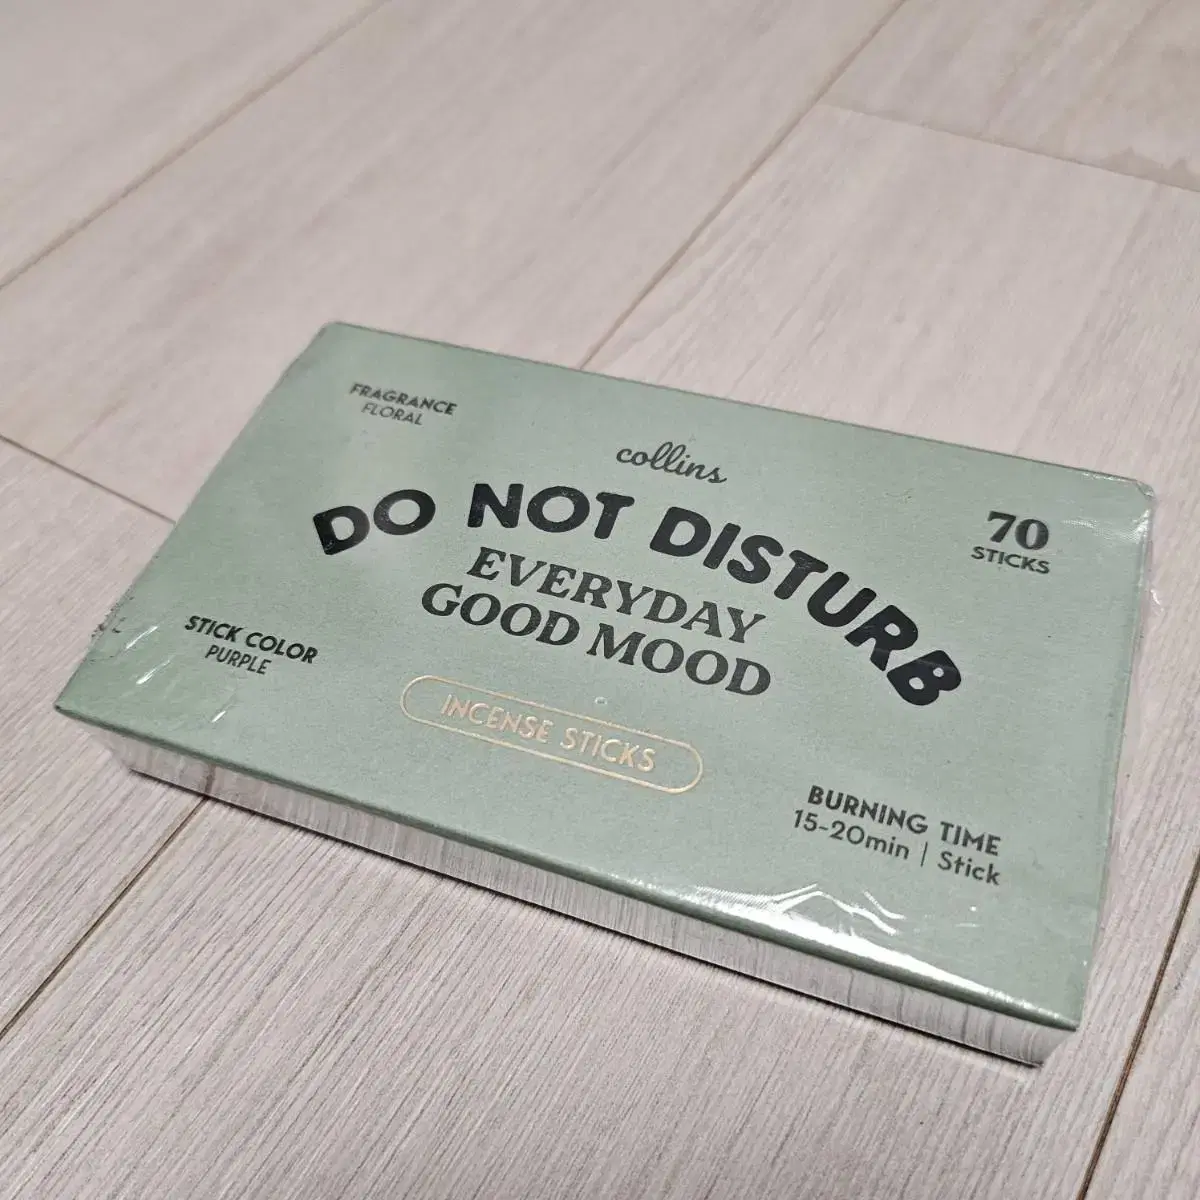 FRAGRANCE
FLORAL
collins
70
STICKS
DO NOT DISTURB
EVERYDAY
GOOD MOOD
STICK COLOR
PURPLE
INCENSE STICKS
BURNING TIME
15-20min | Stick